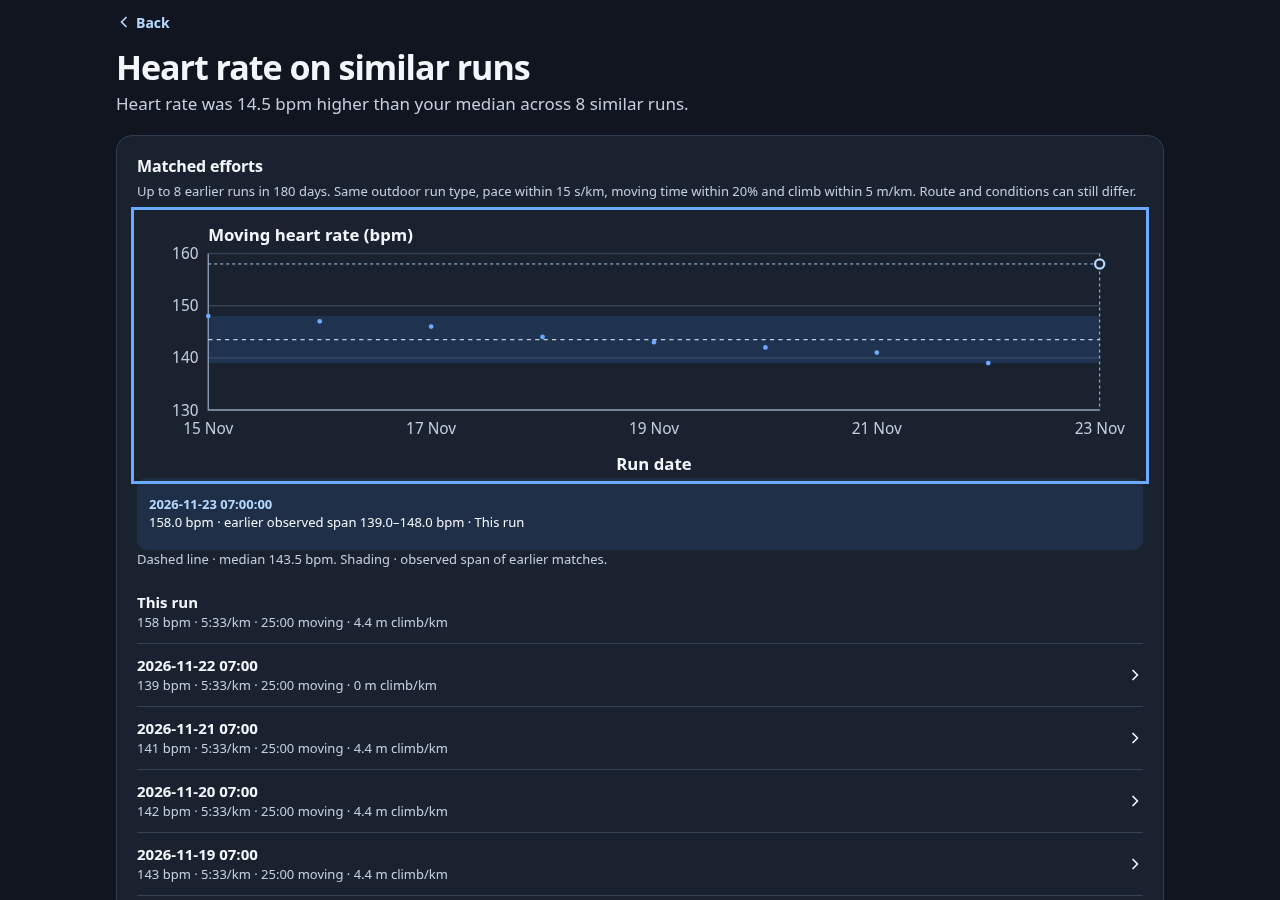 Back
Heart rate on similar runs
Heart rate was 14.5 bpm higher than your median across 8 similar runs.
Matched efforts
Up to 8 earlier runs in 180 days. Same outdoor run type, pace within 15 s/km, moving time within 20% and climb within 5 m/km. Route and conditions can still differ.
Moving heart rate (bpm)
160
150
140
130
15 Nov 17 Nov 19 Nov 21 Nov 23 Nov
Run date
2026-11-23 07:00:00
158.0 bpm · earlier observed span 139.0–148.0 bpm · This run
Dashed line · median 143.5 bpm. Shading · observed span of earlier matches.
This run
158 bpm · 5:33/km · 25:00 moving · 4.4 m climb/km
2026-11-22 07:00
139 bpm · 5:33/km · 25:00 moving · 0 m climb/km
2026-11-21 07:00
141 bpm · 5:33/km · 25:00 moving · 4.4 m climb/km
2026-11-20 07:00
142 bpm · 5:33/km · 25:00 moving · 4.4 m climb/km
2026-11-19 07:00
143 bpm · 5:33/km · 25:00 moving · 4.4 m climb/km